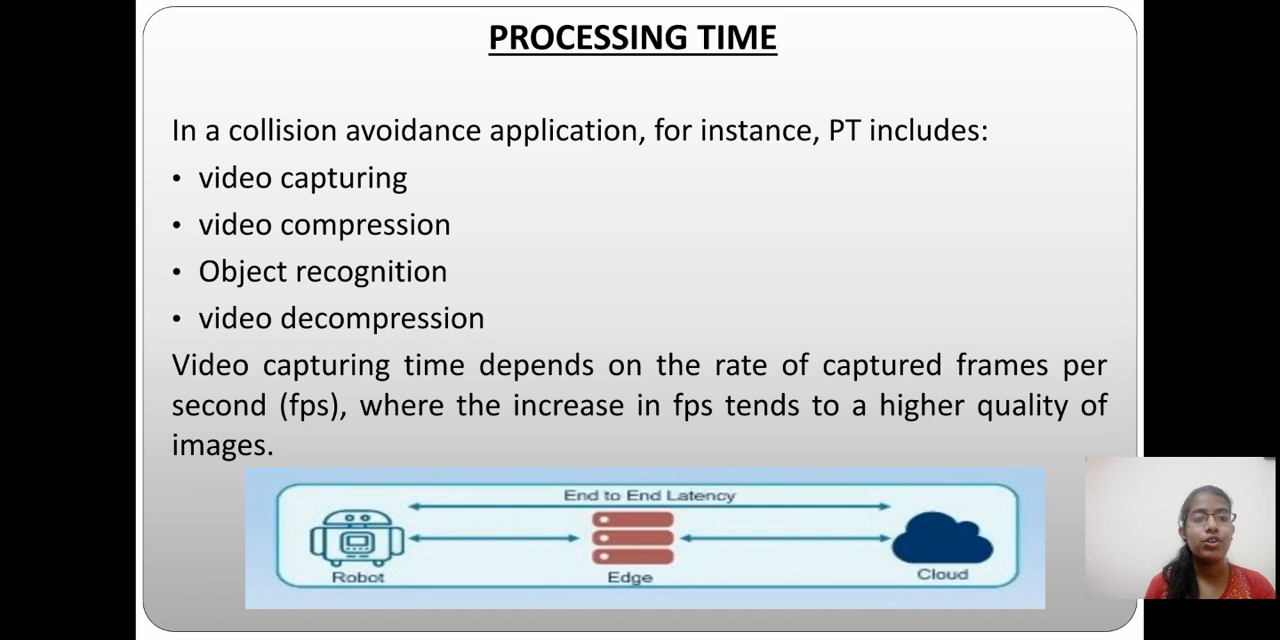 PROCESSING TIME
In a collision avoidance application, for instance, PT includes:
• video capturing
• video compression
• Object recognition
• video decompression
Video capturing time depends on the rate of captured frames per
second (fps), where the increase in fps tends to a higher quality of
images.
End to End Latency
Robot
Edge
Cloud